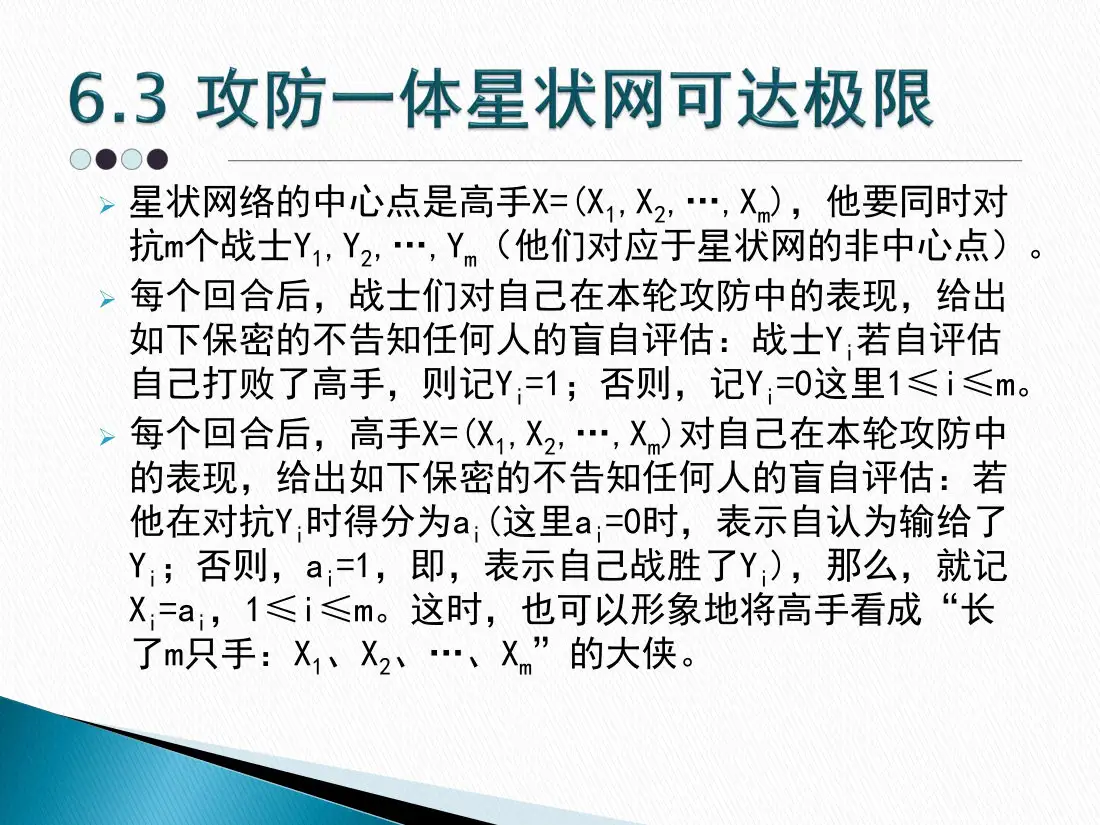 6.3 攻防一体星状网可达极限
星状网络的中心点是高手X=(X₁,X₂,…,Xₘ)，他要同时对
抗m个战士Y₁,Y₂,…,Yₘ（他们对应于星状网的非中心点）。
每个回合后，战士们对自己在本轮攻防中的表现，给出
如下保密的不告知任何人的盲自评估：战士Yᵢ若自评估
自己打败了高手，则记Yᵢ=1；否则，记Yᵢ=0这里1≤i≤m。
每个回合后，高手X=(X₁,X₂,…,Xₘ)对自己在本轮攻防中
的表现，给出如下保密的不告知任何人的盲自评估：若
他在对抗Yᵢ时得分为aᵢ(这里aᵢ=0时，表示自认为输给了
Yᵢ；否则，aᵢ=1，即，表示自己战胜了Yᵢ)，那么，就记
Xᵢ=aᵢ，1≤i≤m。这时，也可以形象地将高手看成“长
了m只手：X₁、X₂、…、Xₘ”的大侠。